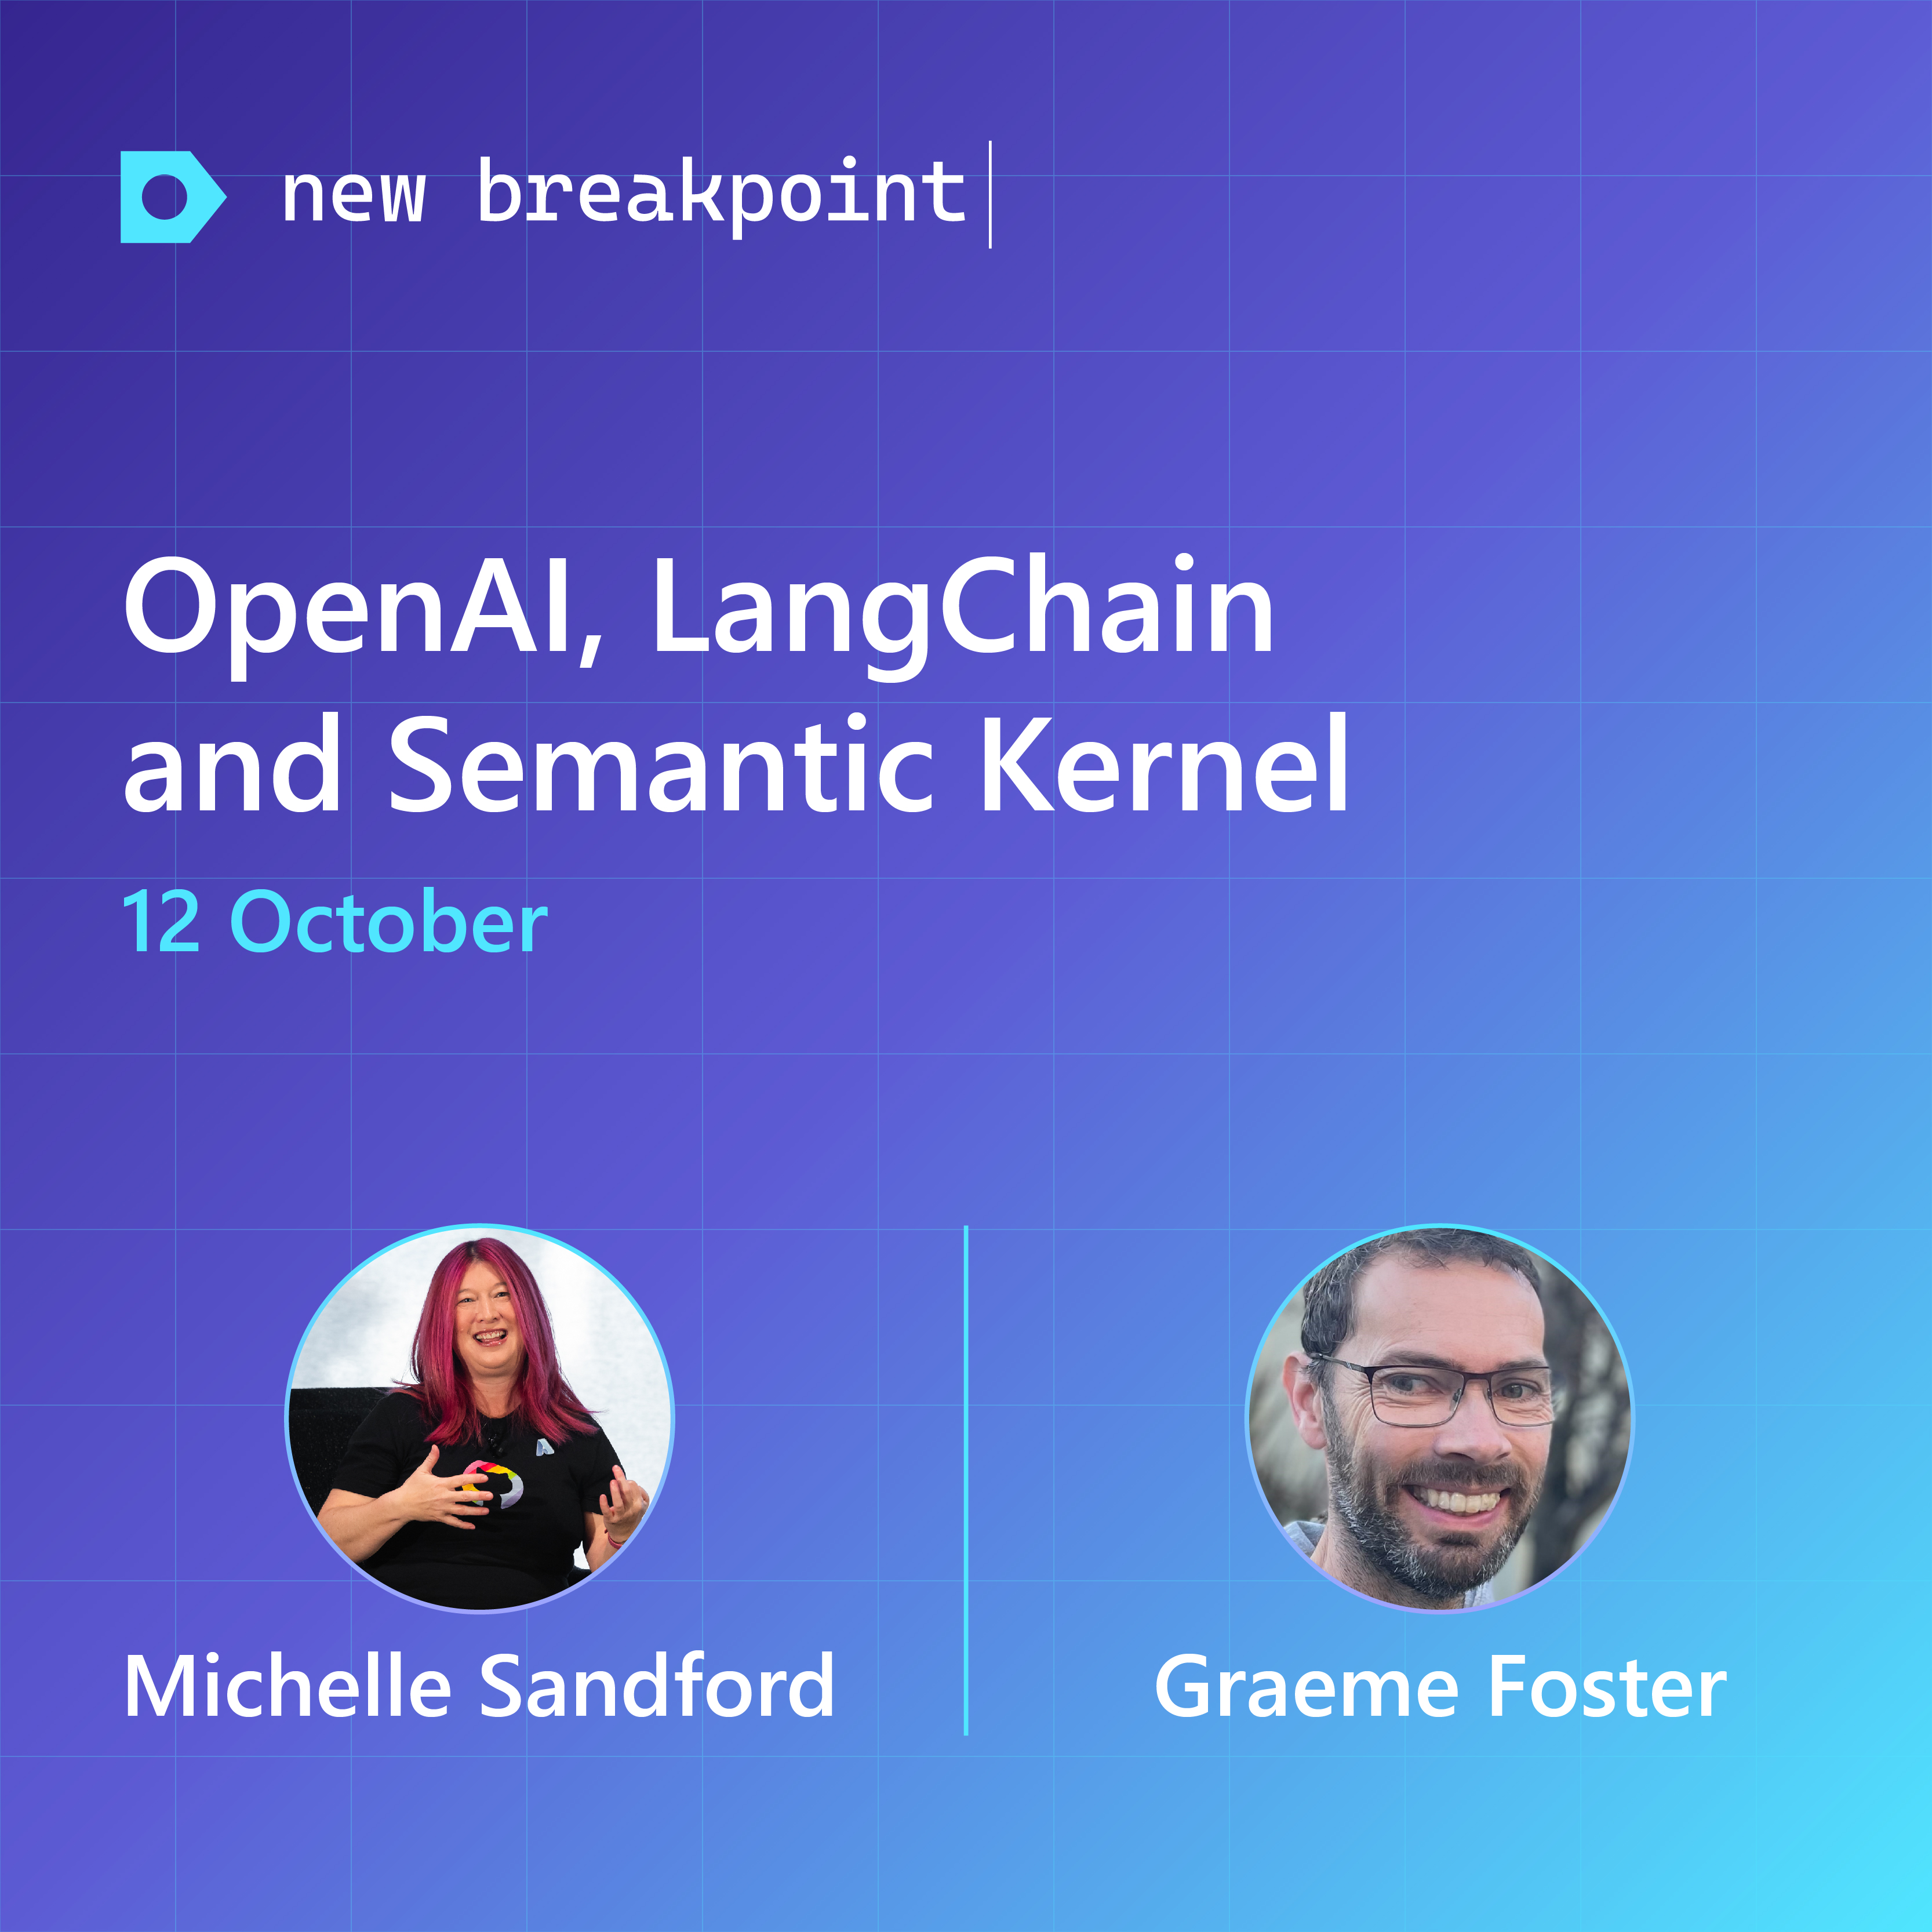 new breakpoint
OpenAI, LangChain
and Semantic Kernel
12 October
Michelle Sandford
Graeme Foster